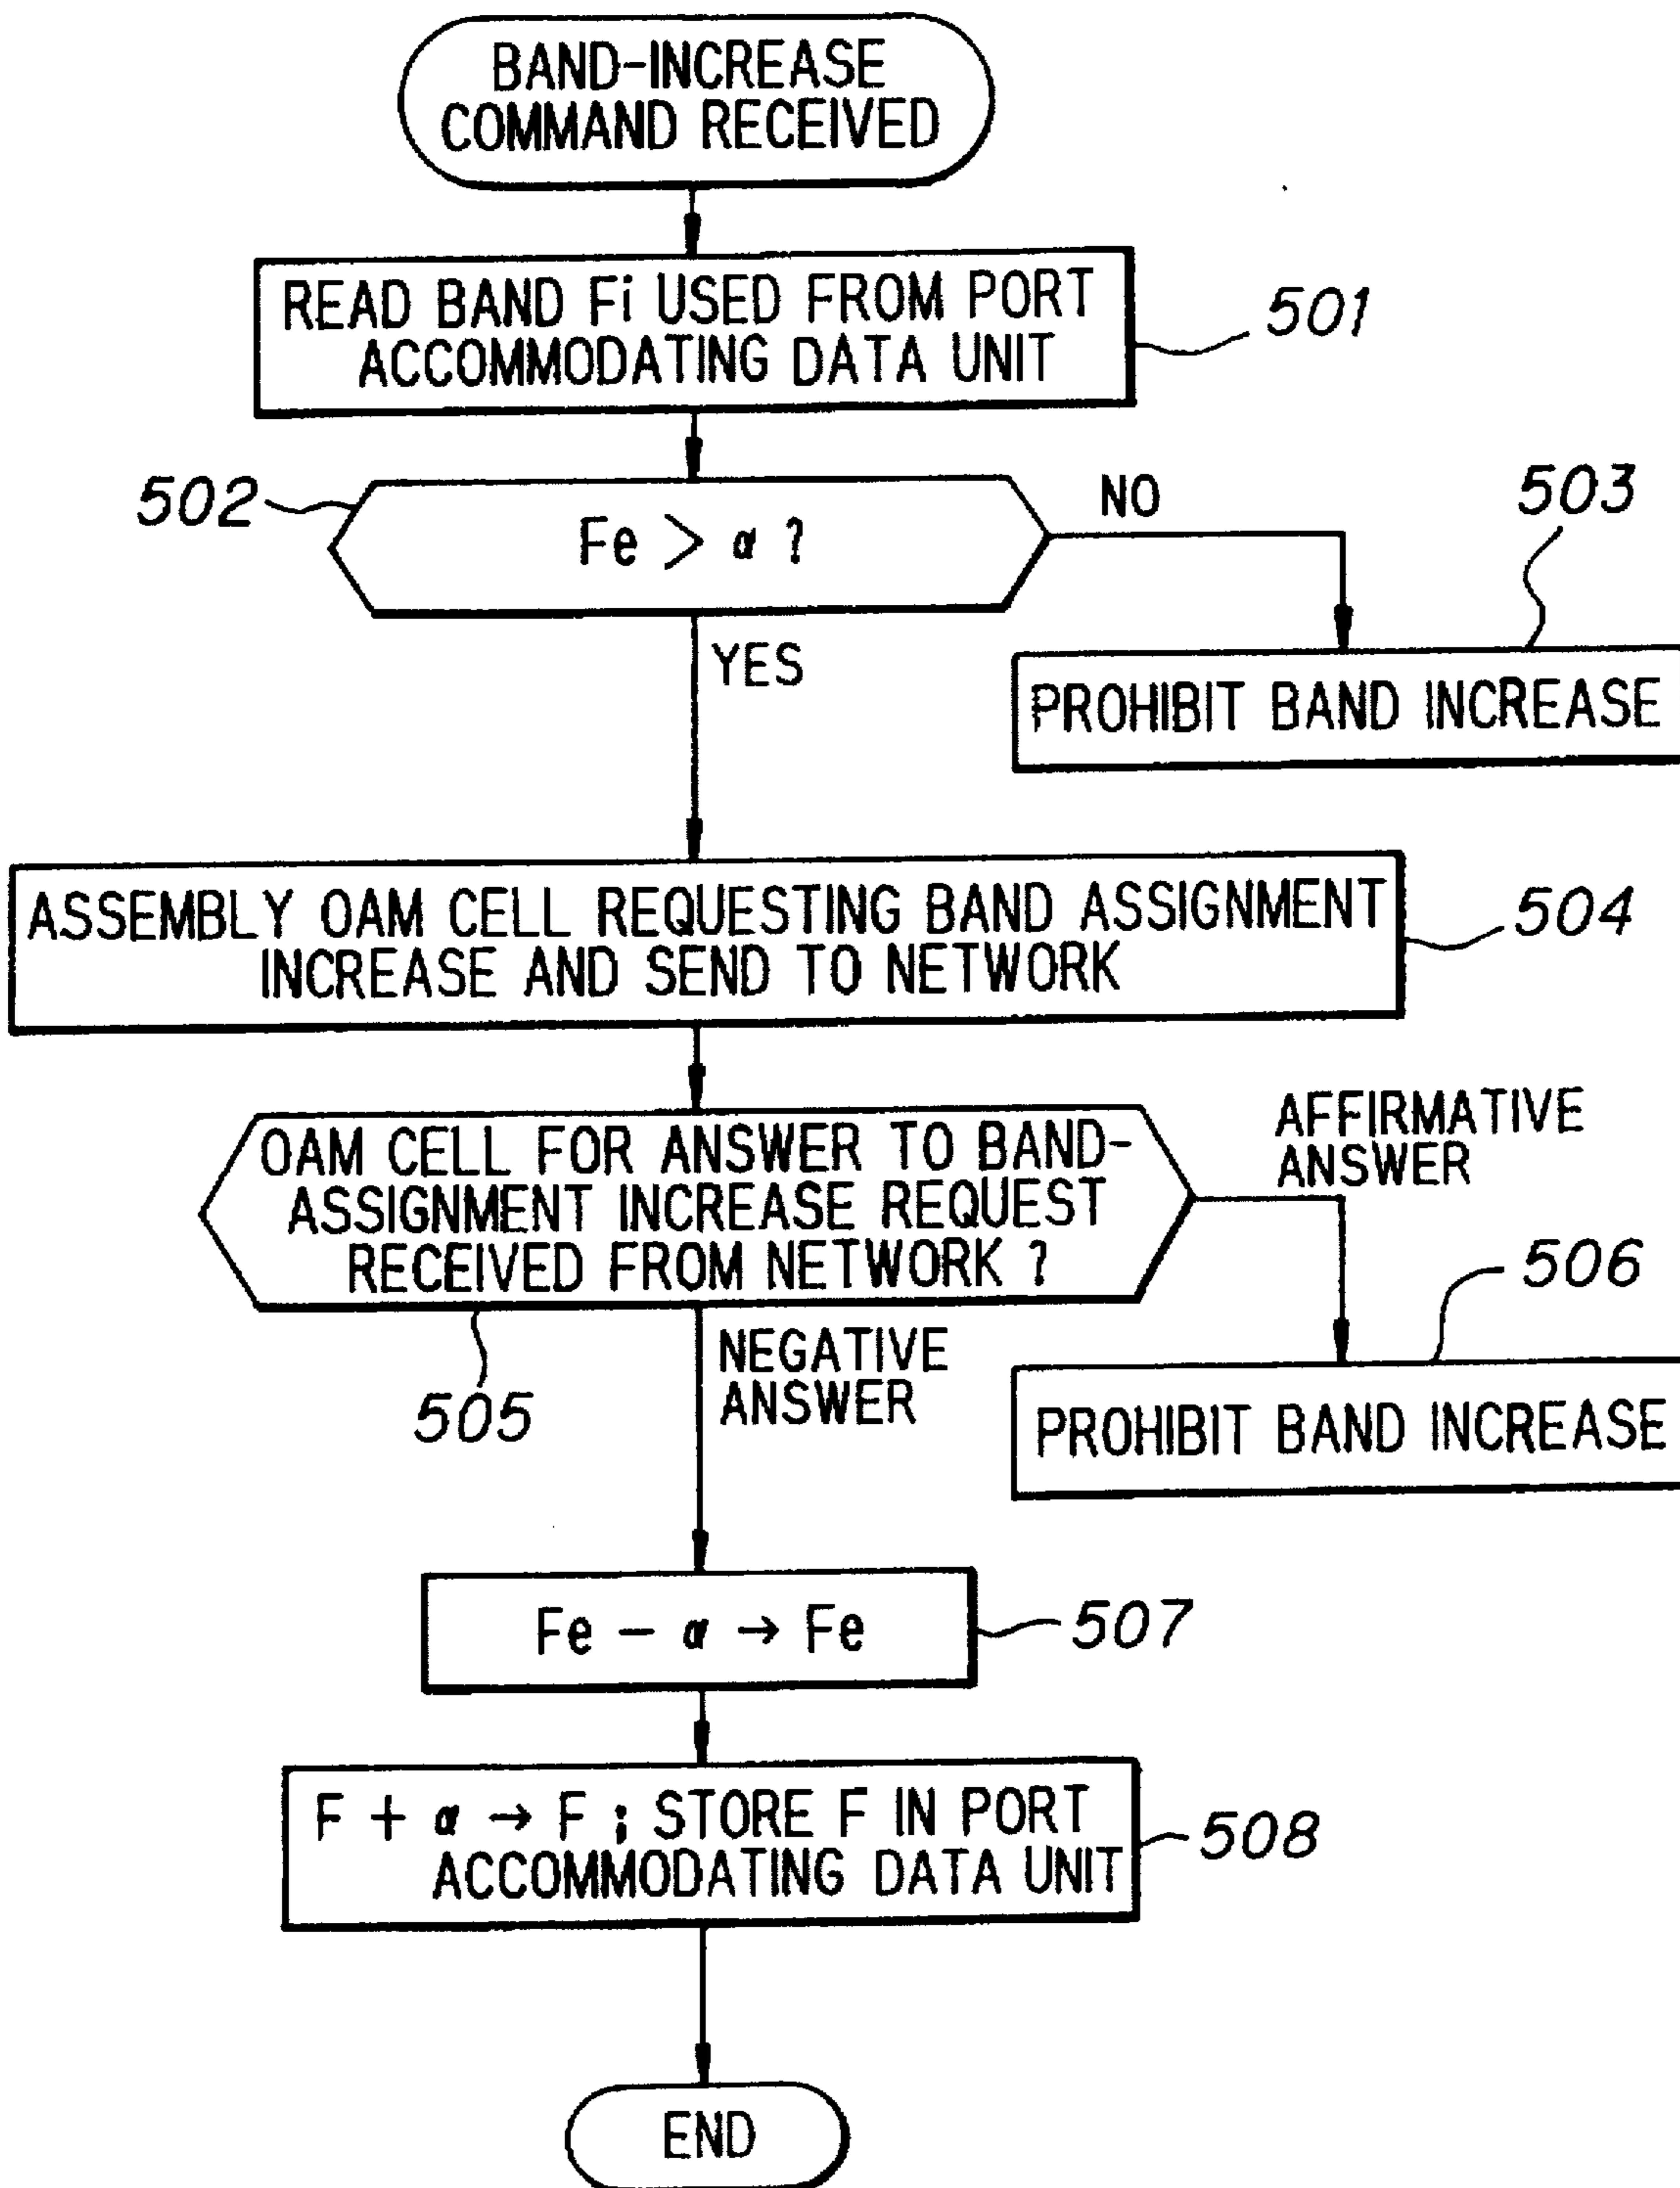 BAND-INCREASE
COMMAND RECEIVED
READ BAND Fi USED FROM PORT
ACCOMMODATING DATA UNIT
501
502
Fe > α ?
NO
503
YES
PROHIBIT BAND INCREASE
ASSEMBLY OAM CELL REQUESTING BAND ASSIGNMENT
INCREASE AND SEND TO NETWORK
504
OAM CELL FOR ANSWER TO BAND-
ASSIGNMENT INCREASE REQUEST
RECEIVED FROM NETWORK ?
AFFIRMATIVE
ANSWER
505
NEGATIVE
ANSWER
506
PROHIBIT BAND INCREASE
Fe – α → Fe
507
F + α → F ; STORE F IN PORT
ACCOMMODATING DATA UNIT
508
END